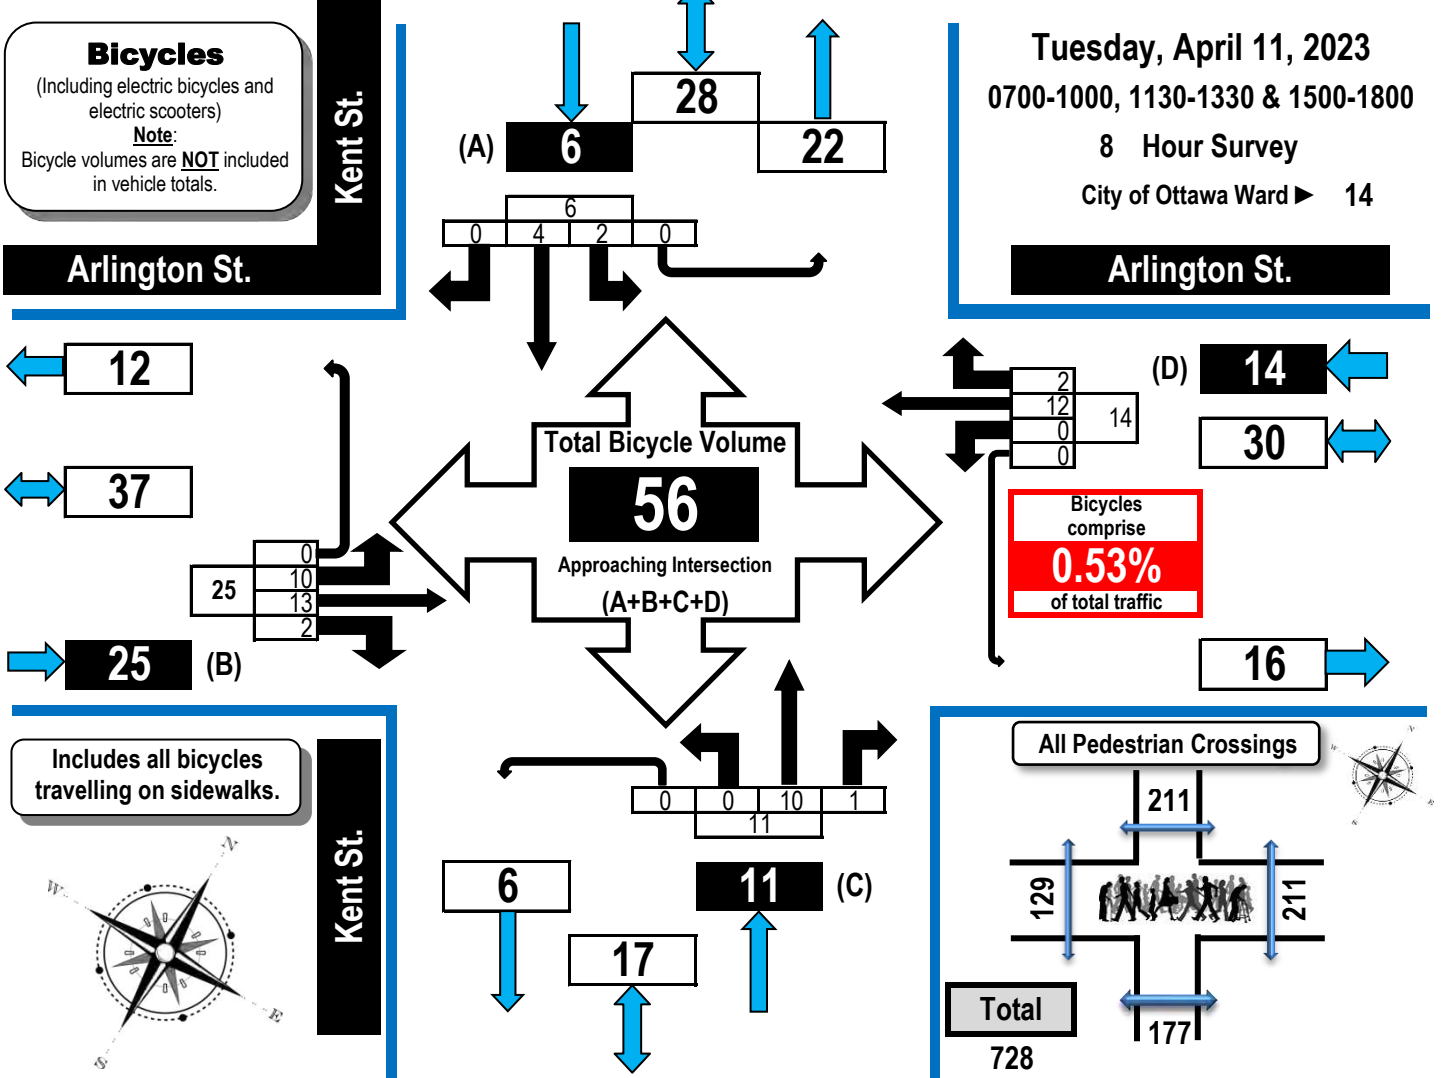 Bicycles
(Including electric bicycles and
electric scooters)
Note:
Bicycle volumes are NOT included
in vehicle totals.
Kent St.
Arlington St.
(A)
6
28
22
6
0 4 2 0
Tuesday, April 11, 2023
0700-1000, 1130-1330 & 1500-1800
8 Hour Survey
City of Ottawa Ward ► 14
Arlington St.
12
37
0
10
13
2
25
25 (B)
Total Bicycle Volume
56
Approaching Intersection
(A+B+C+D)
2
12
0
0
14
(D) 14
30
Bicycles
comprise
0.53%
of total traffic
16
Includes all bicycles
travelling on sidewalks.
Kent St.
N
W
E
S
0 0 10 1
11
6
11 (C)
17
All Pedestrian Crossings
N
W
E
S
211
129
211
177
Total
728